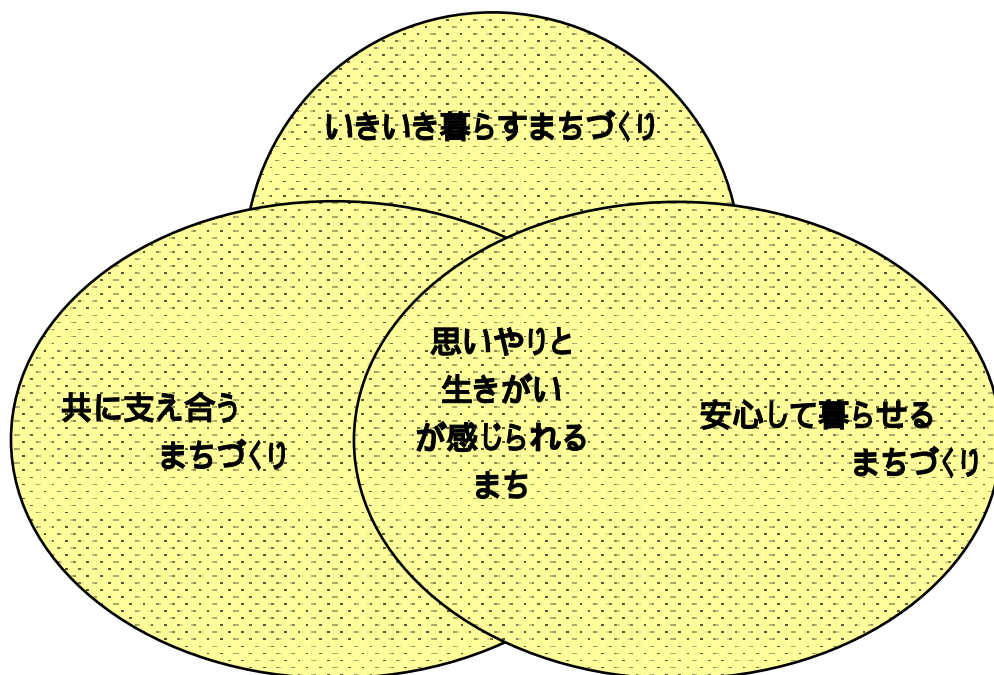 いきいき暮らすまちづくり
共に支え合う
まちづくり
思いやりと
生きがい
が感じられる
まち
安心して暮らせる
まちづくり